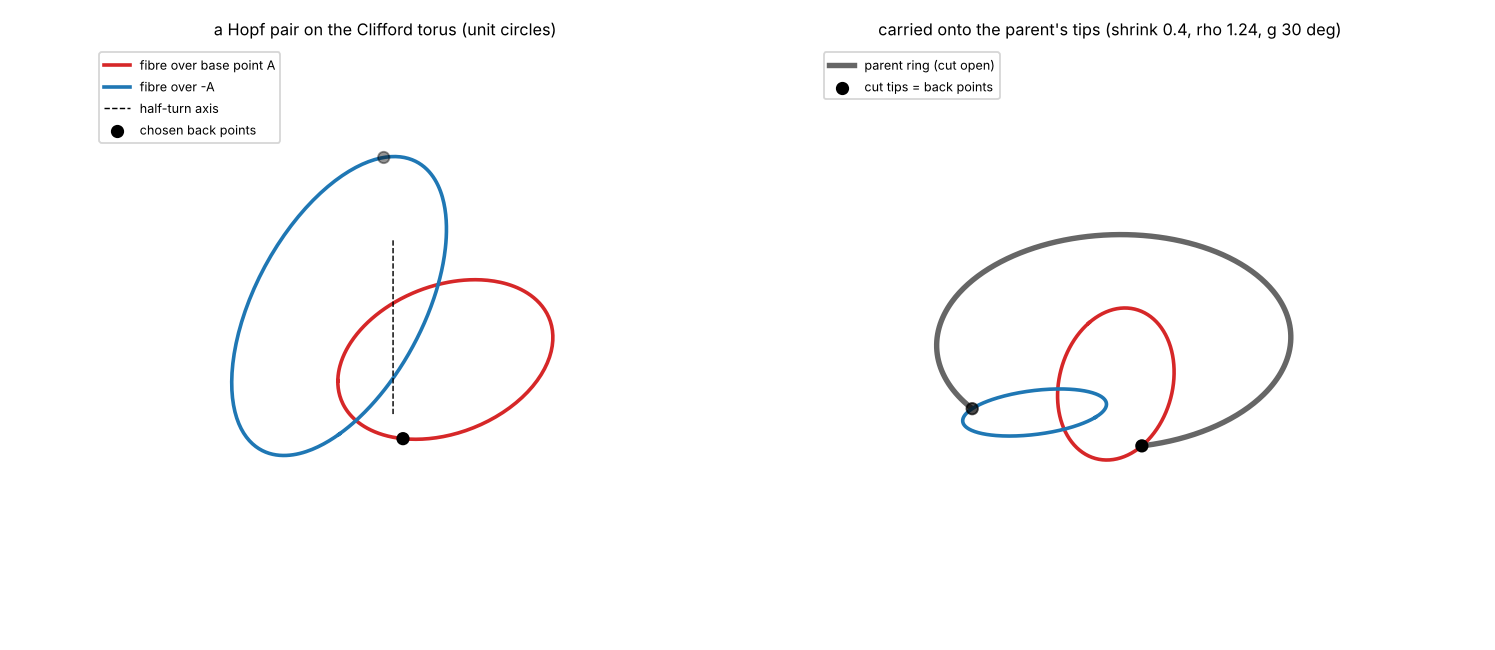 a Hopf pair on the Clifford torus (unit circles)
fibre over base point A
fibre over -A
half-turn axis
chosen back points
carried onto the parent's tips (shrink 0.4, rho 1.24, g 30 deg)
parent ring (cut open)
cut tips = back points